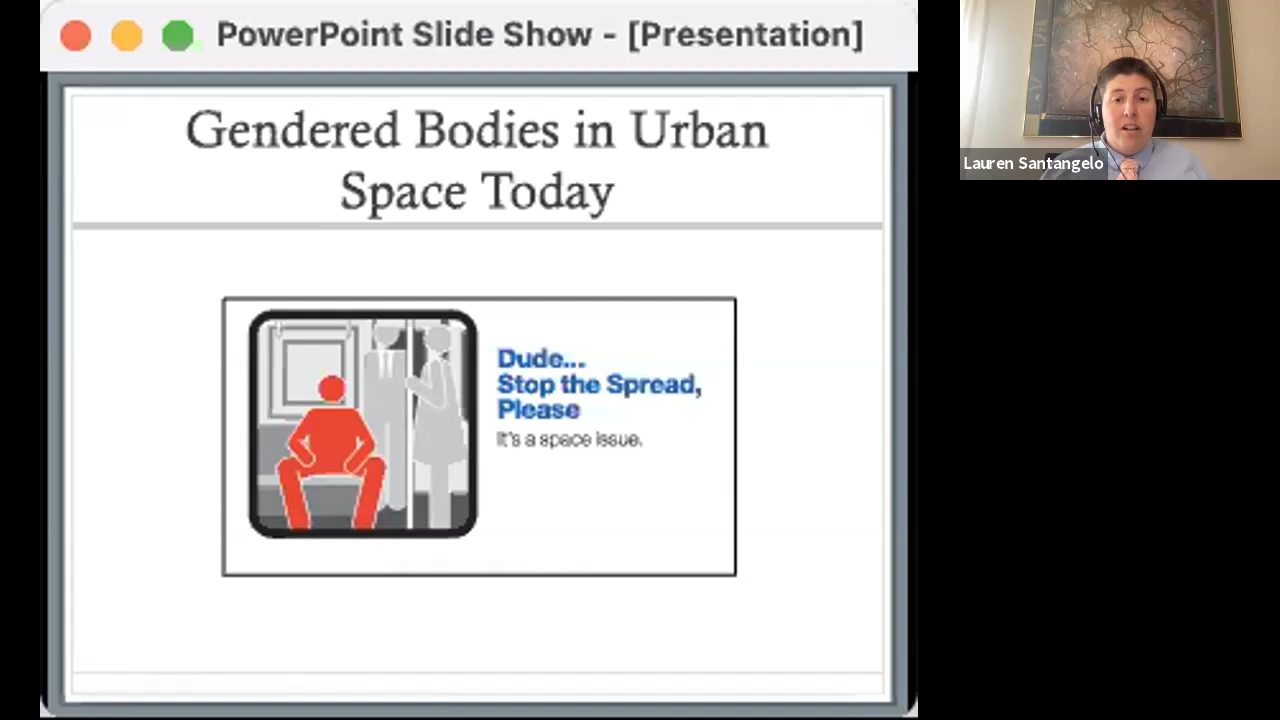 PowerPoint Slide Show - [Presentation]
Gendered Bodies in Urban
Space Today
Dude...
Stop the Spread,
Please
It's a space issue.
Lauren Santangelo